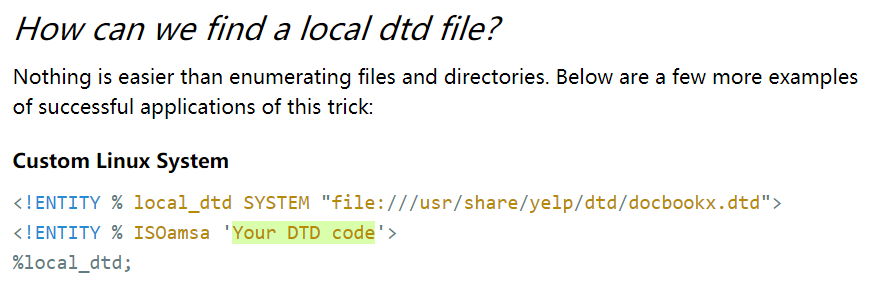 How can we find a local dtd file?
Nothing is easier than enumerating files and directories. Below are a few more examples
of successful applications of this trick:
Custom Linux System
<!ENTITY % local_dtd SYSTEM "file:///usr/share/yelp/dtd/docbookx.dtd">
<!ENTITY % ISOamsa 'Your DTD code'>
%local_dtd;